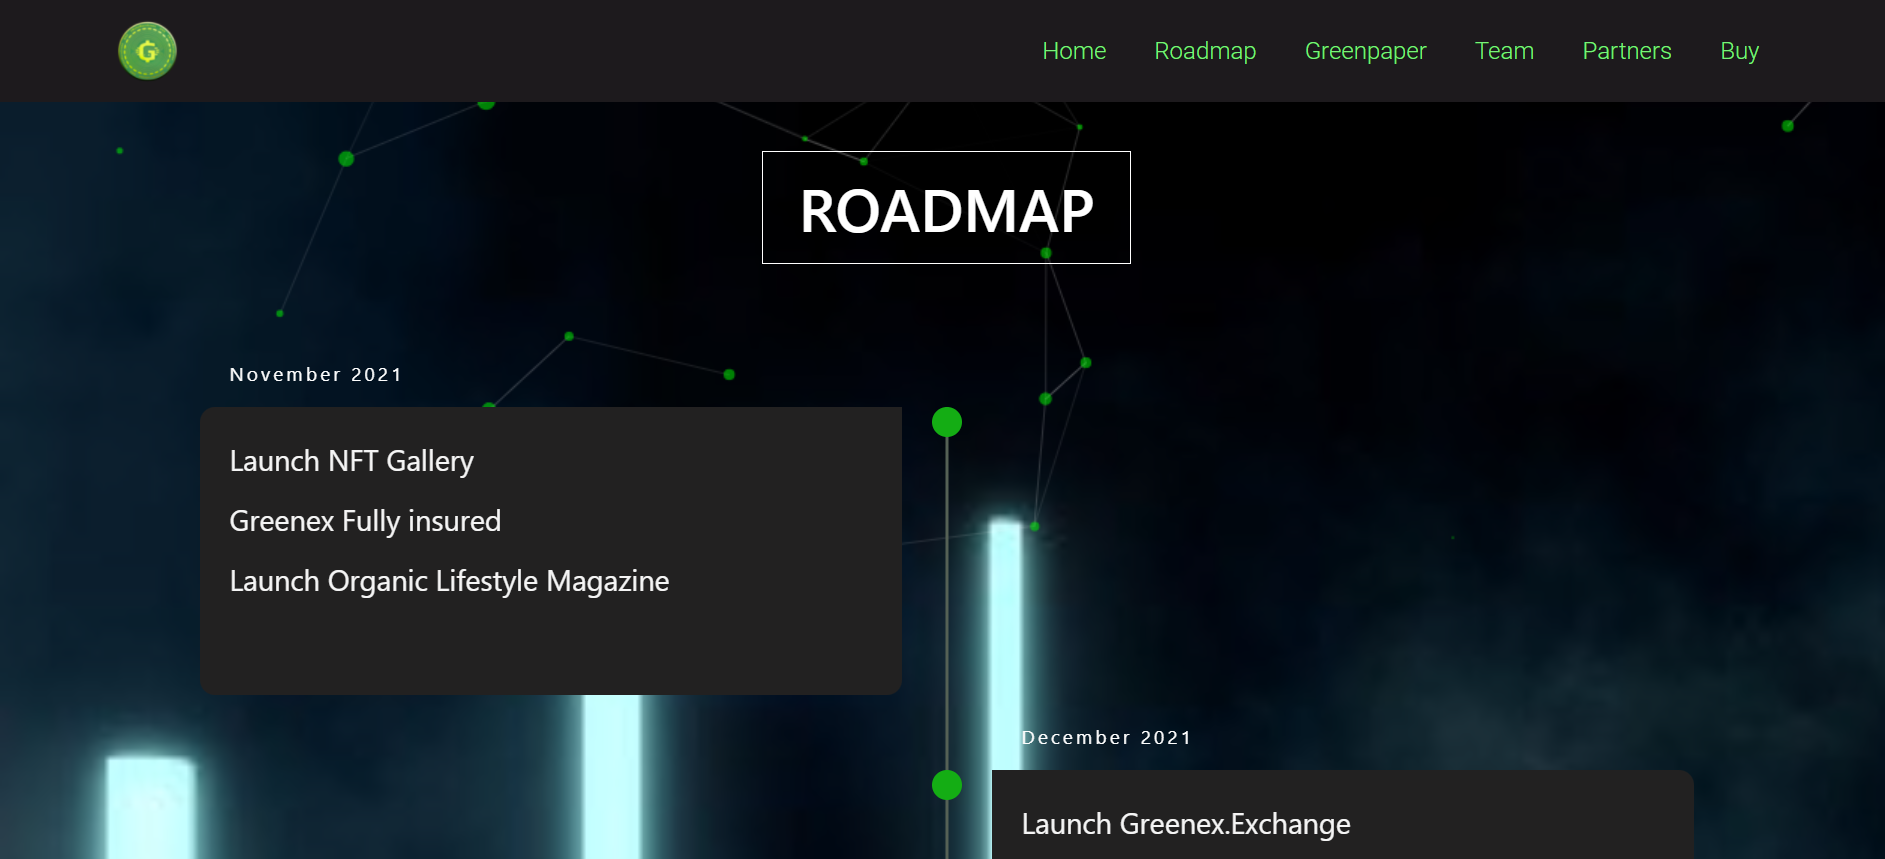 G
Home Roadmap Greenpaper Team Partners Buy
ROADMAP
November 2021
Launch NFT Gallery
Greenex Fully insured
Launch Organic Lifestyle Magazine
December 2021
Launch Greenex.Exchange